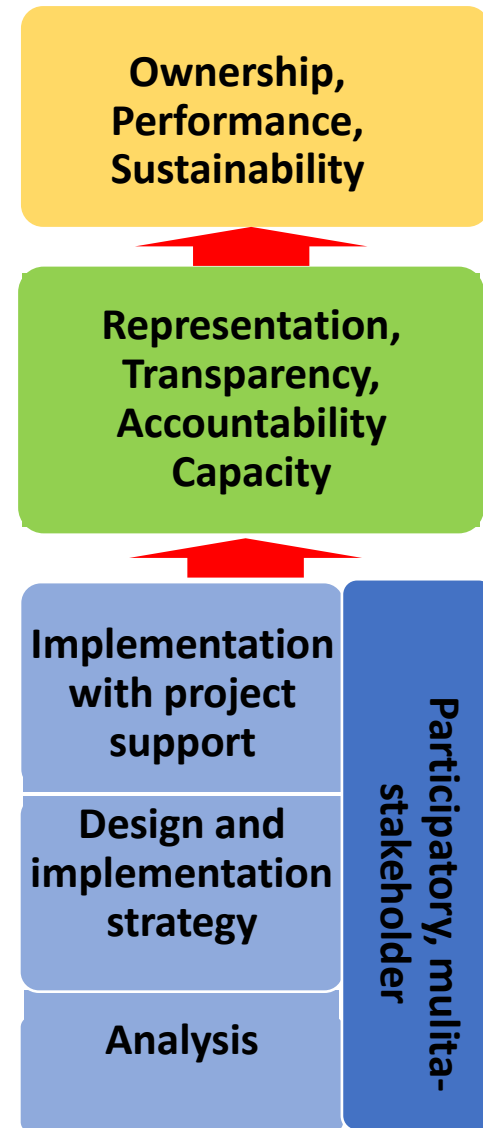 Ownership,
Performance,
Sustainability
Representation,
Transparency,
Accountability
Capacity
Implementation
with project
support
Design and
implementation
strategy
Analysis
Participatory, mulita-
stakeholder